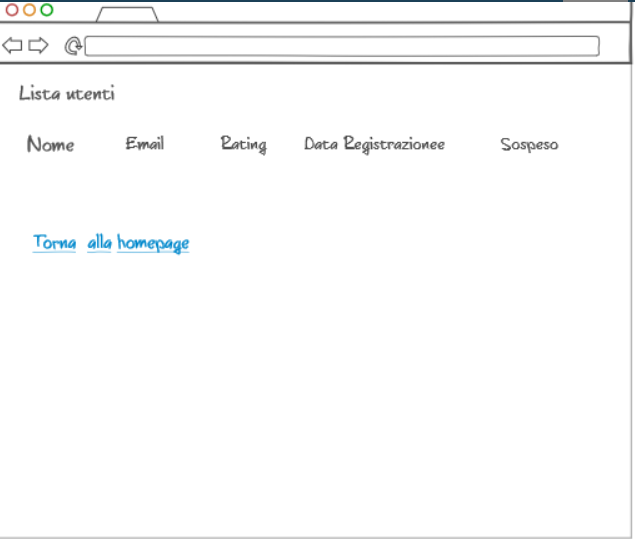 Lista utenti
Nome Email Rating Data Registrazionee Sospeso
Torna alla homepage